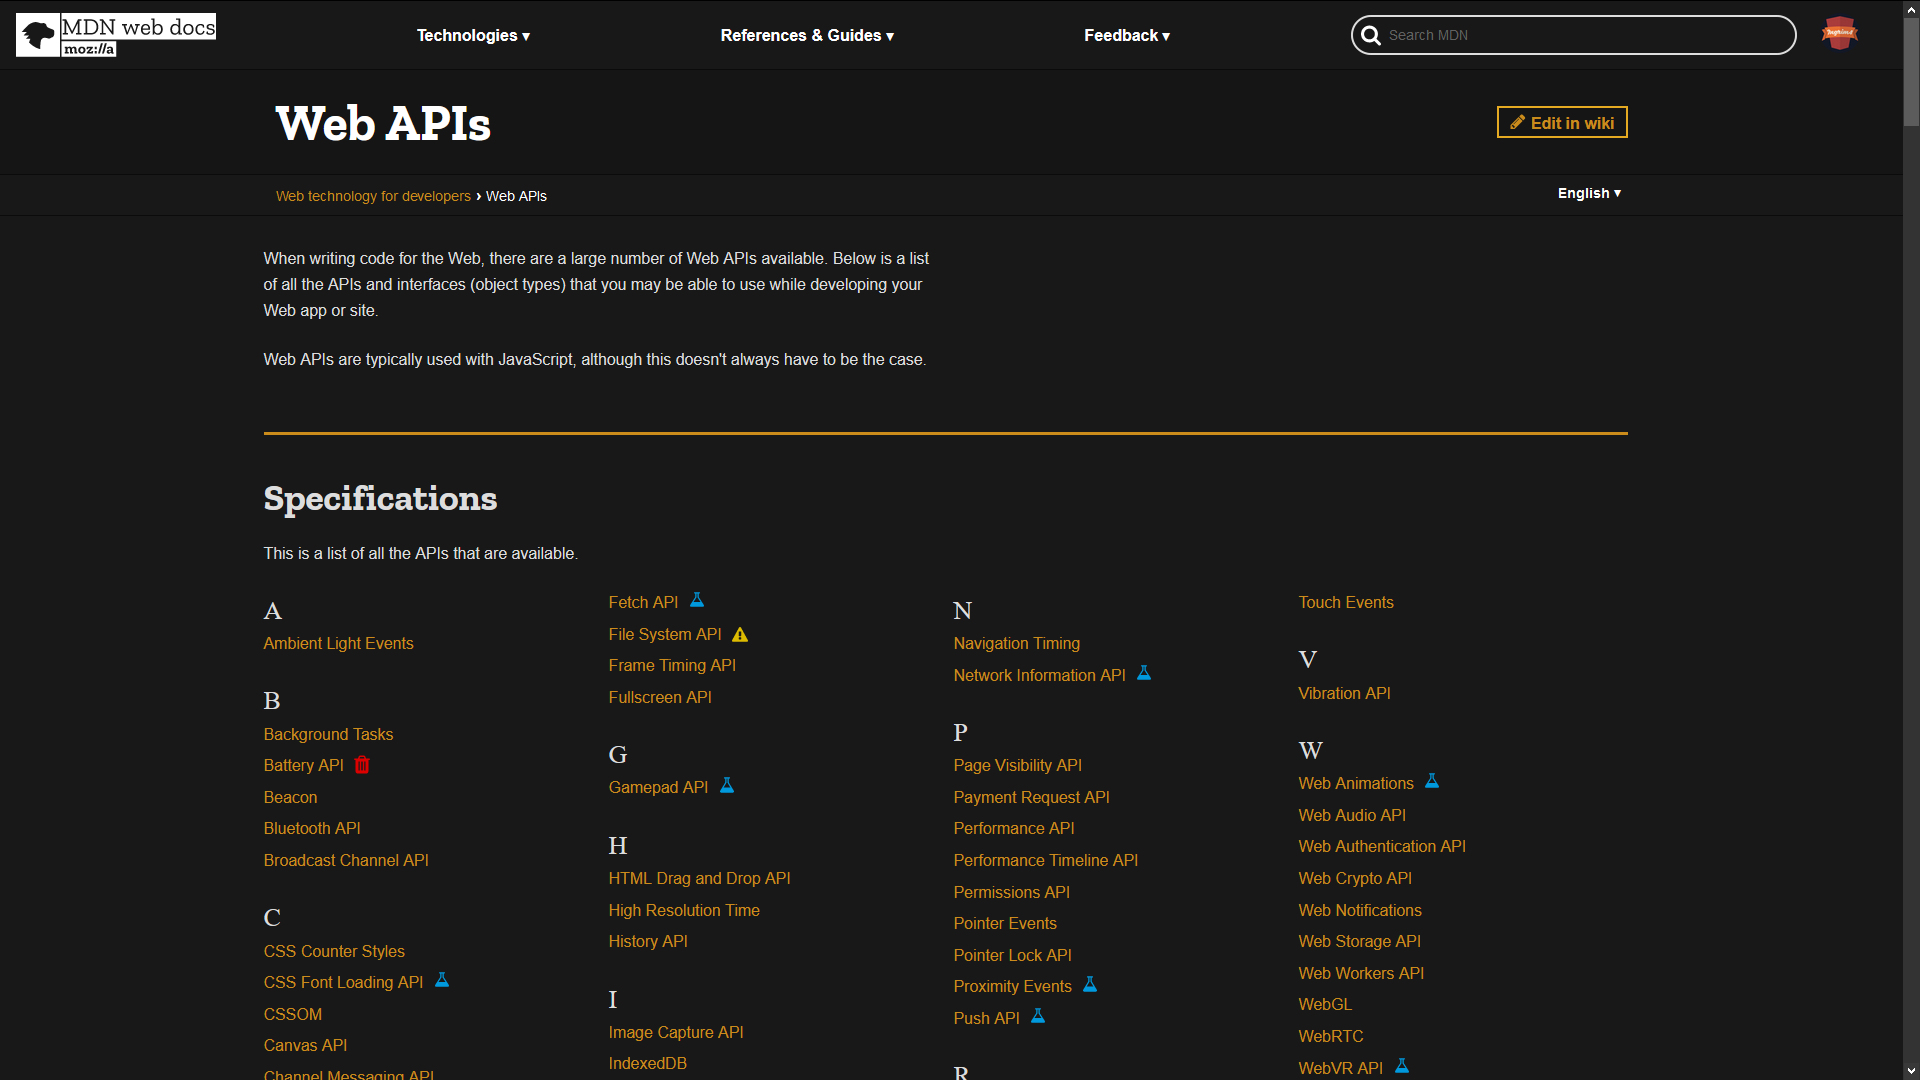 MDN web docs
moz://a
Technologies ▾
References & Guides ▾
Feedback ▾
Search MDN
Web APIs
Edit in wiki
Web technology for developers › Web APIs
English ▾
When writing code for the Web, there are a large number of Web APIs available. Below is a list
of all the APIs and interfaces (object types) that you may be able to use while developing your
Web app or site.
Web APIs are typically used with JavaScript, although this doesn't always have to be the case.
Specifications
This is a list of all the APIs that are available.
A
Ambient Light Events
B
Background Tasks
Battery API
Beacon
Bluetooth API
Broadcast Channel API
C
CSS Counter Styles
CSS Font Loading API
CSSOM
Canvas API
Channel Messaging API
Fetch API
File System API
Frame Timing API
Fullscreen API
G
Gamepad API
H
HTML Drag and Drop API
High Resolution Time
History API
I
Image Capture API
IndexedDB
N
Navigation Timing
Network Information API
P
Page Visibility API
Payment Request API
Performance API
Performance Timeline API
Permissions API
Pointer Events
Pointer Lock API
Proximity Events
Push API
R
Touch Events
V
Vibration API
W
Web Animations
Web Audio API
Web Authentication API
Web Crypto API
Web Notifications
Web Storage API
Web Workers API
WebGL
WebRTC
WebVR API